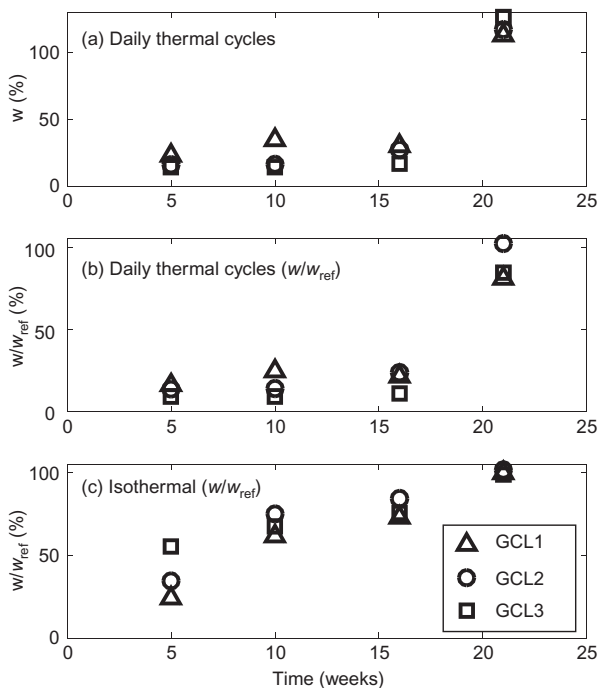 (a) Daily thermal cycles
w (%)
100
50
0
0 5 10 15 20 25
(b) Daily thermal cycles (w/wref)
w/wref (%)
100
50
0
0 5 10 15 20 25
(c) Isothermal (w/wref)
w/wref (%)
100
50
0
GCL1
GCL2
GCL3
0 5 10 15 20 25
Time (weeks)